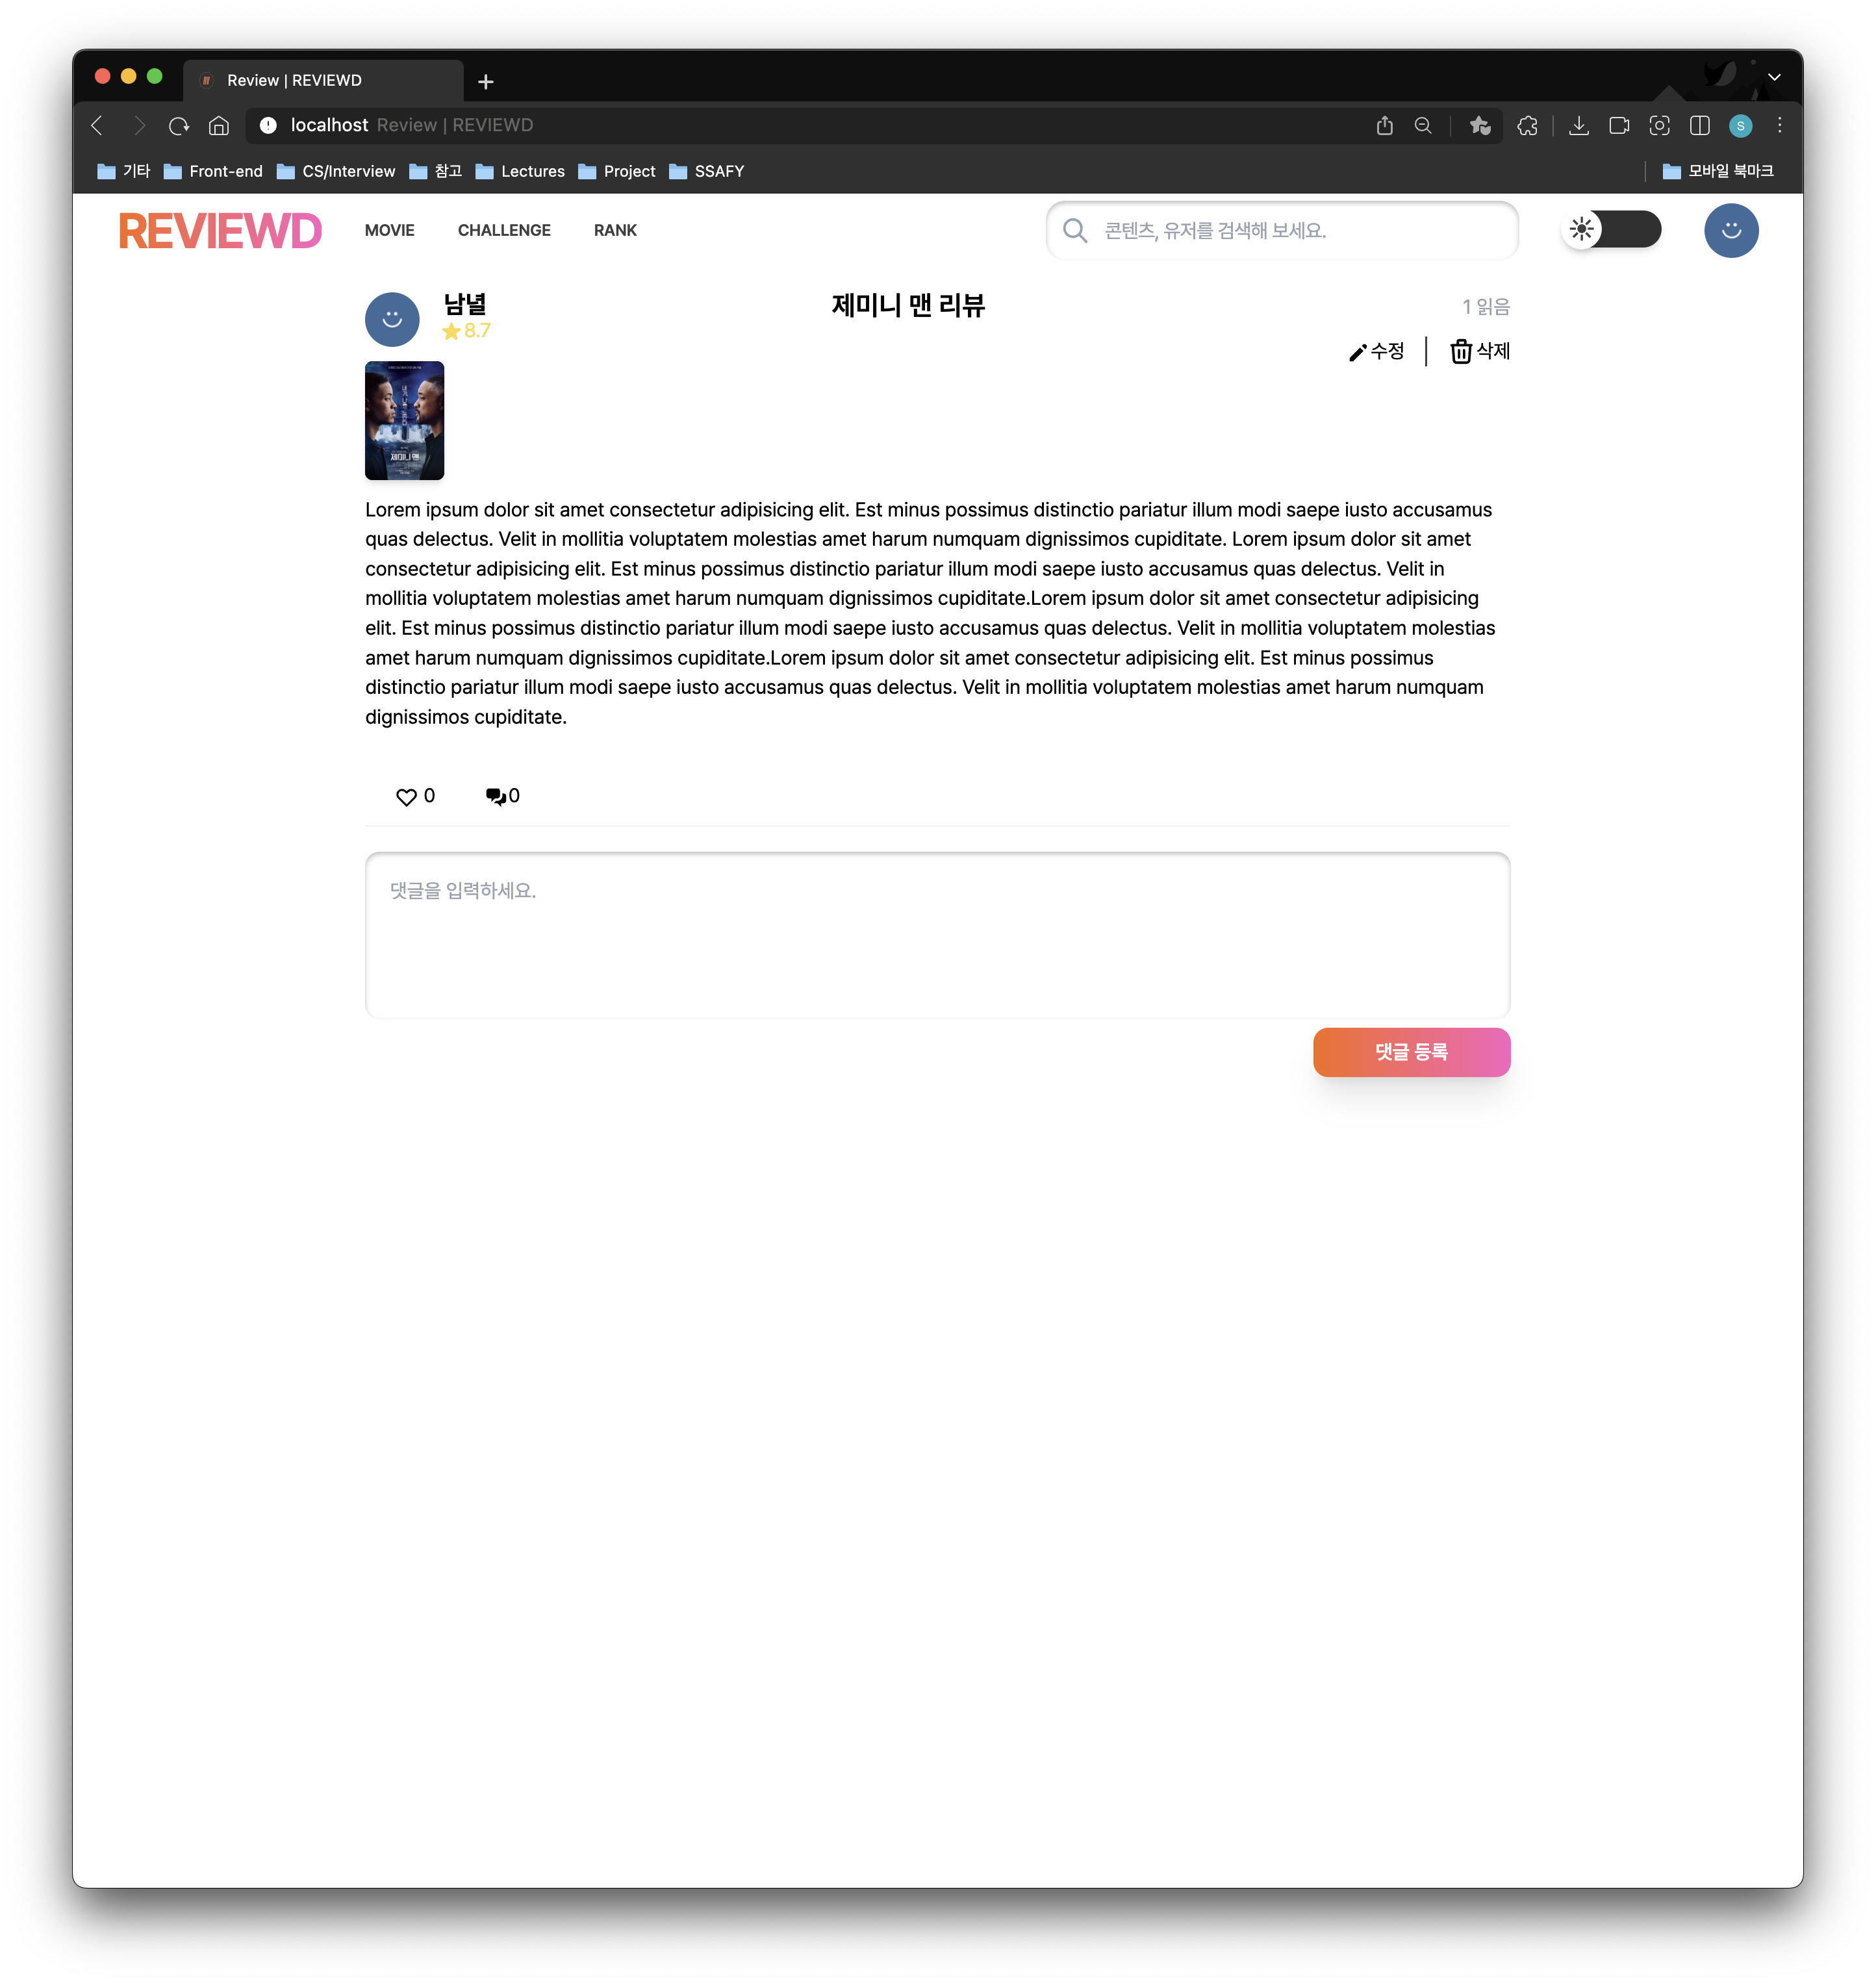 Review | REVIEWD
localhost Review | REVIEWD
S
기타 Front-end CS/Interview 참고 Lectures Project SSAFY 모바일 북마크
REVIEWD MOVIE CHALLENGE RANK 콘텐츠, 유저를 검색해 보세요.
남녈 제미니 맨 리뷰 1 읽음
8.7
수정 삭제
제미니 맨
Lorem ipsum dolor sit amet consectetur adipisicing elit. Est minus possimus distinctio pariatur illum modi saepe iusto accusamus
quas delectus. Velit in mollitia voluptatem molestias amet harum numquam dignissimos cupiditate. Lorem ipsum dolor sit amet
consectetur adipisicing elit. Est minus possimus distinctio pariatur illum modi saepe iusto accusamus quas delectus. Velit in
mollitia voluptatem molestias amet harum numquam dignissimos cupiditate.Lorem ipsum dolor sit amet consectetur adipisicing
elit. Est minus possimus distinctio pariatur illum modi saepe iusto accusamus quas delectus. Velit in mollitia voluptatem molestias
amet harum numquam dignissimos cupiditate.Lorem ipsum dolor sit amet consectetur adipisicing elit. Est minus possimus
distinctio pariatur illum modi saepe iusto accusamus quas delectus. Velit in mollitia voluptatem molestias amet harum numquam
dignissimos cupiditate.
0 0
댓글을 입력하세요.
댓글 등록